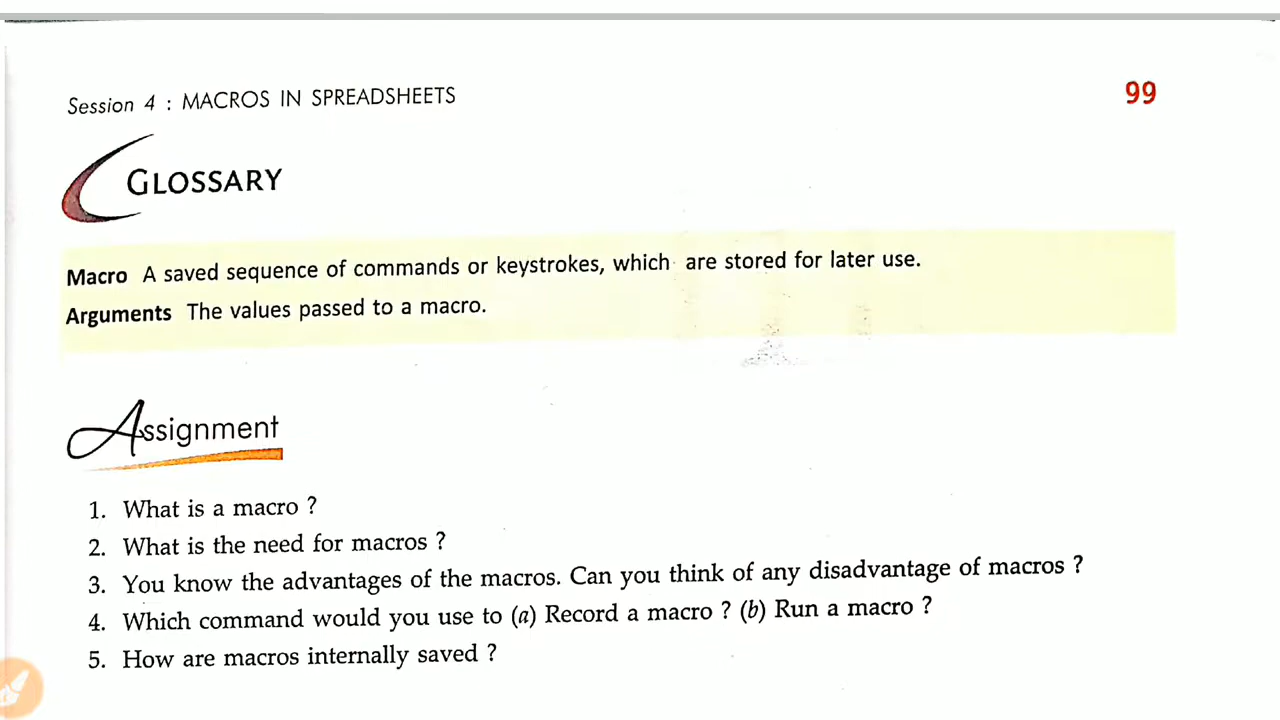 Session 4 : MACROS IN SPREADSHEETS
99
GLOSSARY
Macro A saved sequence of commands or keystrokes, which are stored for later use.
Arguments The values passed to a macro.
Assignment
1. What is a macro ?
2. What is the need for macros ?
3. You know the advantages of the macros. Can you think of any disadvantage of macros ?
4. Which command would you use to (a) Record a macro ? (b) Run a macro ?
5. How are macros internally saved ?